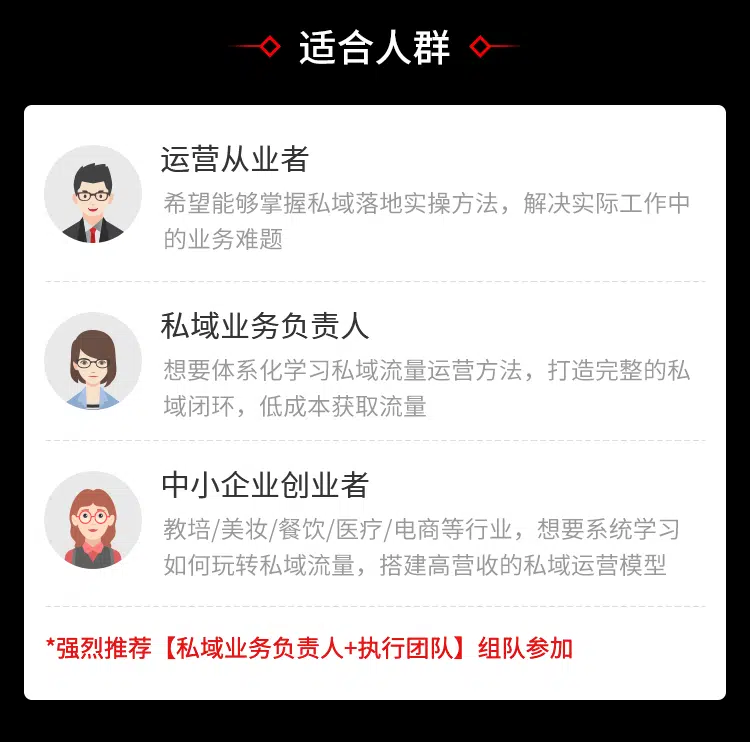 适合人群
运营从业者
希望能够掌握私域落地实操方法，解决实际工作中
的业务难题
私域业务负责人
想要体系化学习私域流量运营方法，打造完整的私
域闭环，低成本获取流量
中小企业创业者
教培/美妆/餐饮/医疗/电商等行业，想要系统学习
如何玩转私域流量，搭建高营收的私域运营模型
*强烈推荐【私域业务负责人+执行团队】组队参加